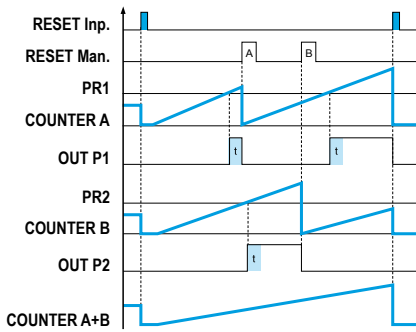 RESET Inp.
RESET Man.
A
B
PR1
COUNTER A
OUT P1
t
t
PR2
COUNTER B
OUT P2
t
COUNTER A+B